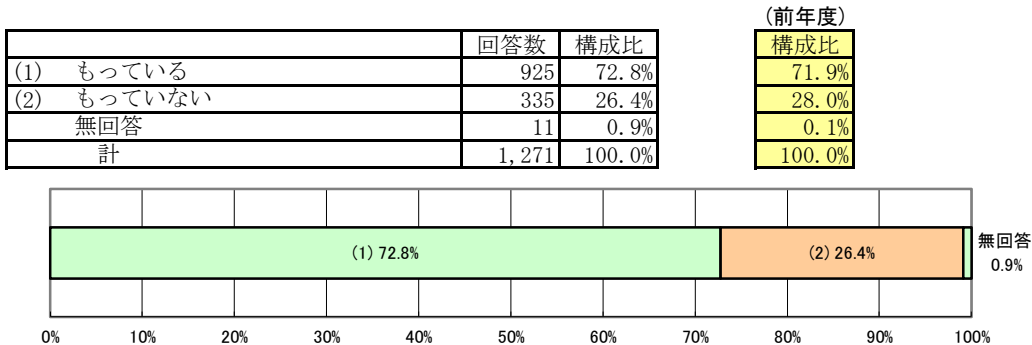 (前年度)
回答数 構成比 構成比
(1) もっている 925 72.8% 71.9%
(2) もっていない 335 26.4% 28.0%
無回答 11 0.9% 0.1%
計 1,271 100.0% 100.0%
(1) 72.8% (2) 26.4% 無回答
0.9%
0% 10% 20% 30% 40% 50% 60% 70% 80% 90% 100%